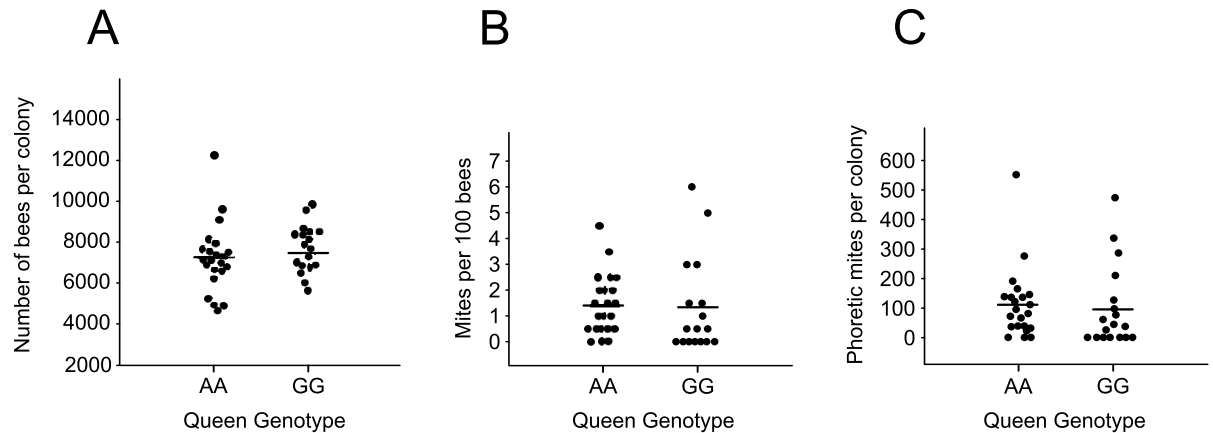 A
Number of bees per colony
14000
12000
10000
8000
6000
4000
2000
AA GG
Queen Genotype
B
Mites per 100 bees
7
6
5
4
3
2
1
0
AA GG
Queen Genotype
C
Phoretic mites per colony
600
500
400
300
200
100
0
AA GG
Queen Genotype